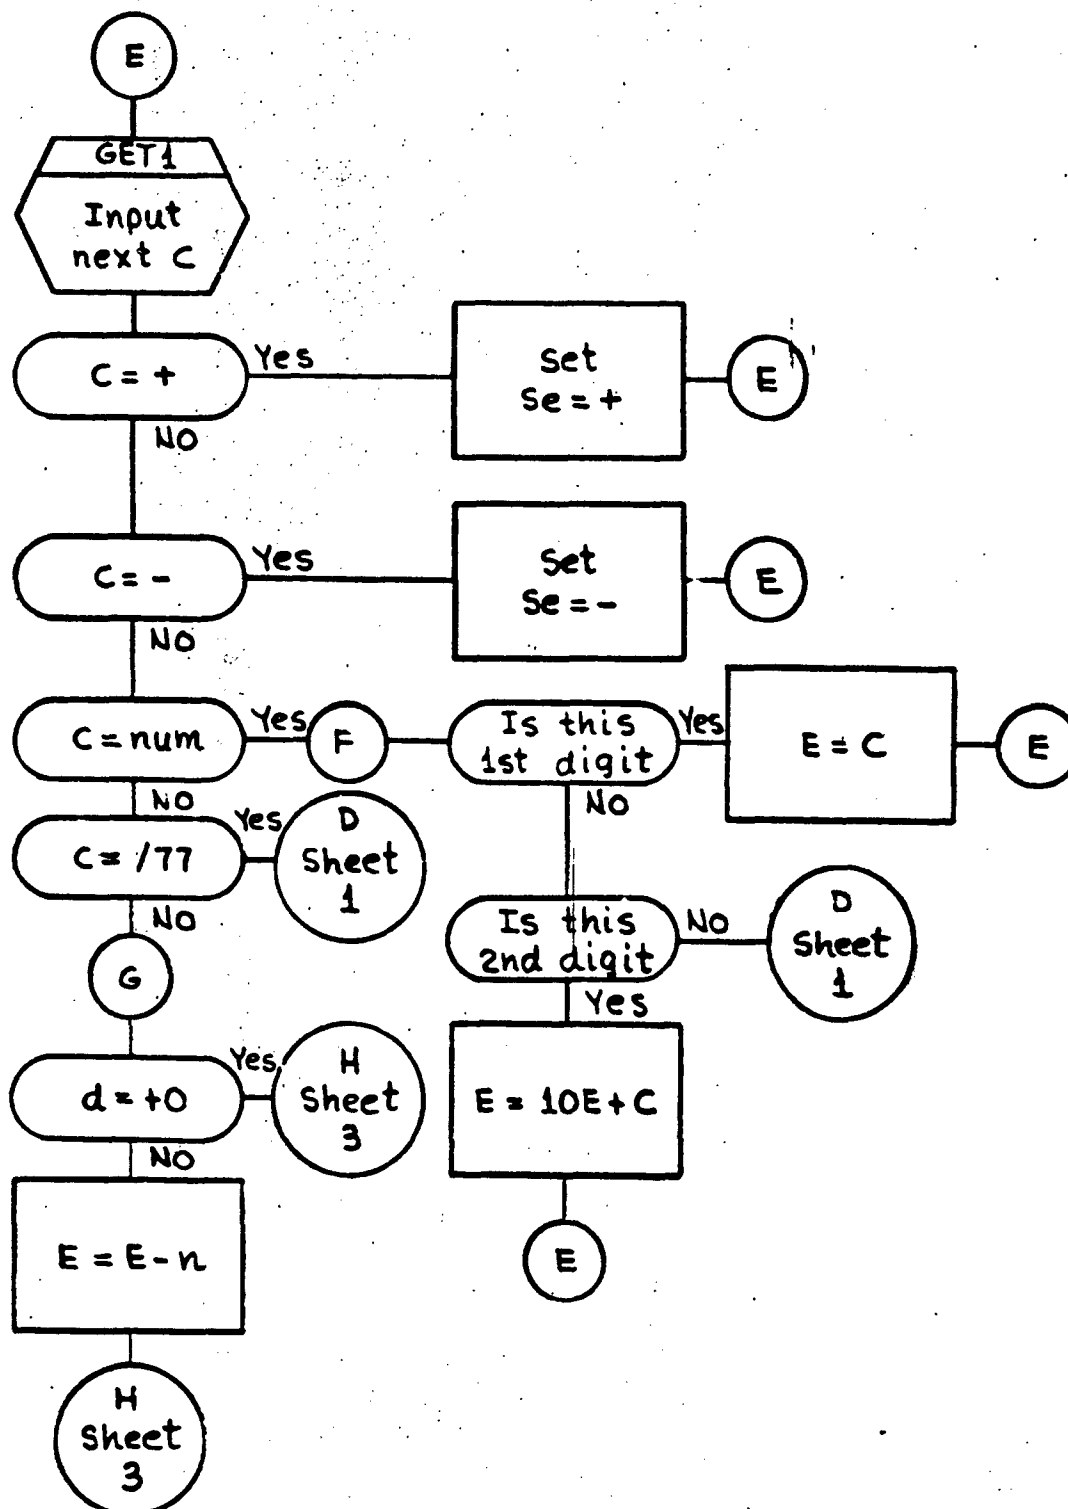 E
GET1
Input
next C
C = +
Yes
Set
Se = +
E
NO
C = -
Yes
Set
Se = -
E
NO
C = num
Yes
F
Is this
1st digit
Yes
E = C
E
NO
NO
C = /77
Yes
D
Sheet
1
NO
Is this
2nd digit
NO
D
Sheet
1
Yes
G
d = +0
Yes
H
Sheet
3
E = 10E + C
NO
E = E - n
E
H
Sheet
3